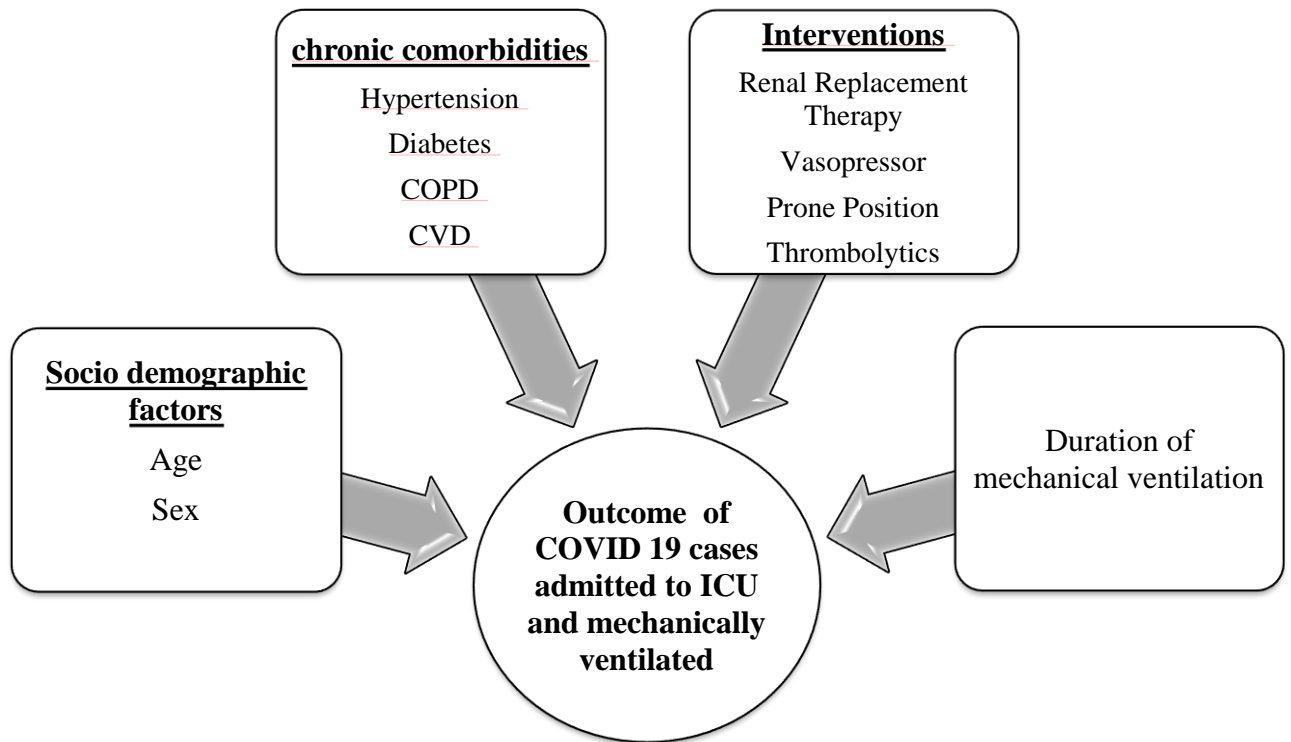 chronic comorbidities
Hypertension
Diabetes
COPD
CVD
Interventions
Renal Replacement
Therapy
Vasopressor
Prone Position
Thrombolytics
Socio demographic
factors
Age
Sex
Duration of
mechanical ventilation
Outcome of
COVID 19 cases
admitted to ICU
and mechanically
ventilated